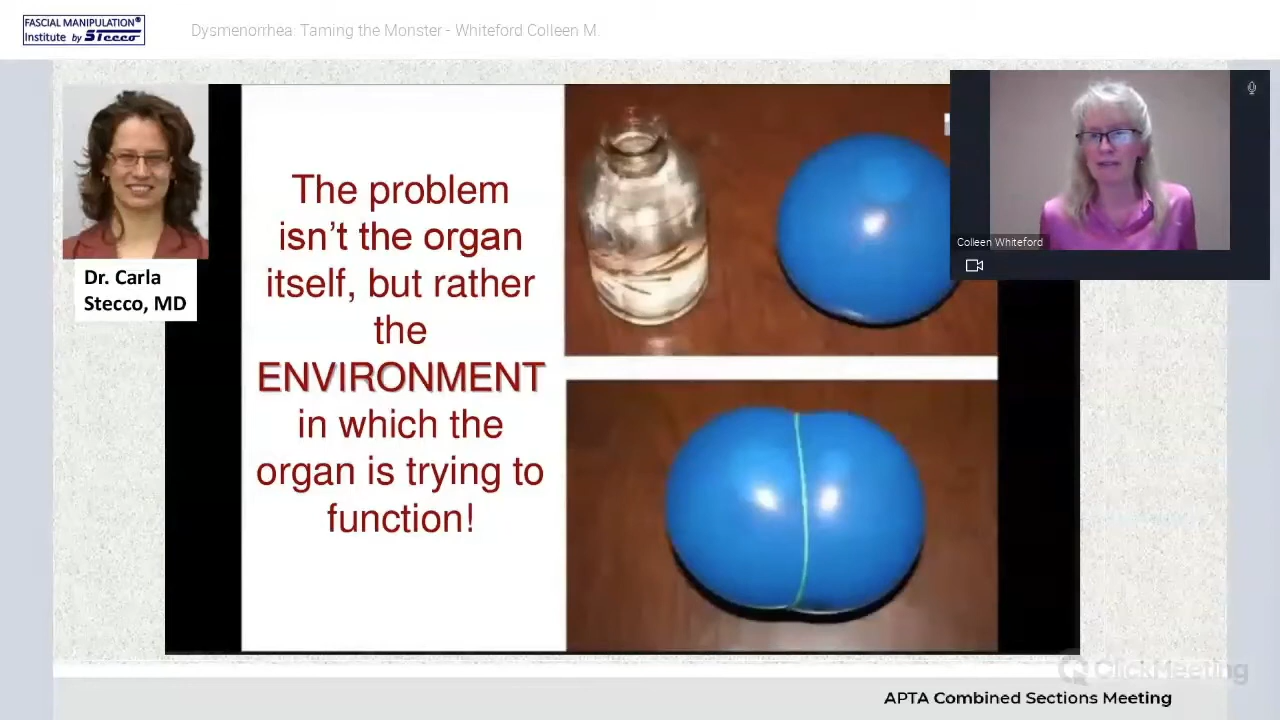 FASCIAL MANIPULATION®
Institute by Stecco
Dysmenorrhea. Taming the Monster - Whiteford Colleen M.
Dr. Carla
Stecco, MD
The problem
isn't the organ
itself, but rather
the
ENVIRONMENT
in which the
organ is trying to
function!
Colleen Whiteford
ClickMeeting
APTA Combined Sections Meeting